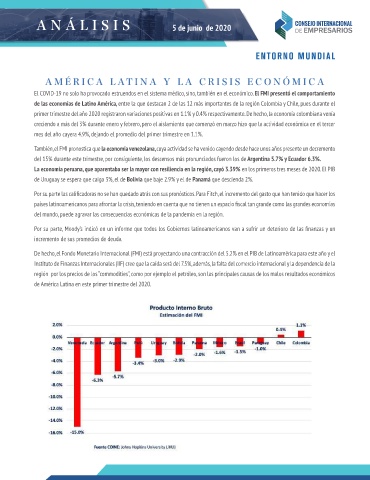 ANÁLISIS
5 de junio de 2020
CONSEJO INTERNACIONAL
DE EMPRESARIOS
ENTORNO MUNDIAL
AMÉRICA LATINA Y LA CRISIS ECONÓMICA
El COVID-19 no solo ha provocado estruendos en el sistema médico, sino, también en el económico. El FMI presentó el comportamiento
de las economías de Latino América, entre la que destacan 2 de las 12 más importantes de la región Colombia y Chile, pues durante el
primer trimestre del año 2020 registraron variaciones positivas en 1.1% y 0.4% respectivamente. De hecho, la economía colombiana venía
creciendo a más del 3% durante enero y febrero, pero el aislamiento que comenzó en marzo hizo que la actividad económica en el tercer
mes del año cayera 4.9%, dejando el promedio del primer trimestre en 1.1%.
También, el FMI pronostica que la economía venezolana, cuya actividad se ha venido cayendo desde hace unos años presente un decremento
del 15% durante este trimestre, por consiguiente, los descensos más pronunciados fueron los de Argentina 5.7% y Ecuador 6.3%.
La economía peruana, que aparentaba ser la mayor con resiliencia en la región, cayó 3.39% en los primeros tres meses de 2020. El PIB
de Uruguay se espera que caiga 3%, el de Bolivia que baje 2.9% y el de Panamá que descienda 2%.
Por su parte las calificadoras no se han quedado atrás con sus pronósticos. Para Fitch, el incremento del gasto que han tenido que hacer los
países latinoamericanos para afrontar la crisis, teniendo en cuenta que no tienen un espacio fiscal tan grande como las grandes economías
del mundo, puede agravar las consecuencias económicas de la pandemia en la región.
Por su parte, Moody's indicó en un informe que todos los Gobiernos latinoamericanos van a sufrir un deterioro de las finanzas y un
incremento de sus promedios de deuda.
De hecho, el Fondo Monetario Internacional (FMI) está proyectando una contracción del 5.2% en el PIB de Latinoamérica para este año y el
Instituto de Finanzas Internacionales (IIF) cree que la caída será del 7.5%, además, la falta del comercio internacional y la dependencia de la
región por los precios de los "commodities", como por ejemplo el petróleo, son las principales causas de los malos resultados económicos
de América Latina en este primer trimestre del 2020.
Producto Interno Bruto
Estimación del FMI
2.0%
0.4%
1.1%
0.0%
Venezuela Ecuador Argentina Perú Uruguay Bolivia Panamá México Brasil Paraguay Chile Colombia
-2.0%
-1.0%
-1.5%
-1.6%
-2.0%
-2.9%
-3.0%
-3.4%
-4.0%
-5.7%
-6.0%
-6.3%
-8.0%
-10.0%
-12.0%
-14.0%
-15.0%
-16.0%
Fuente: COINE; Johns Hopkins University (JHU)